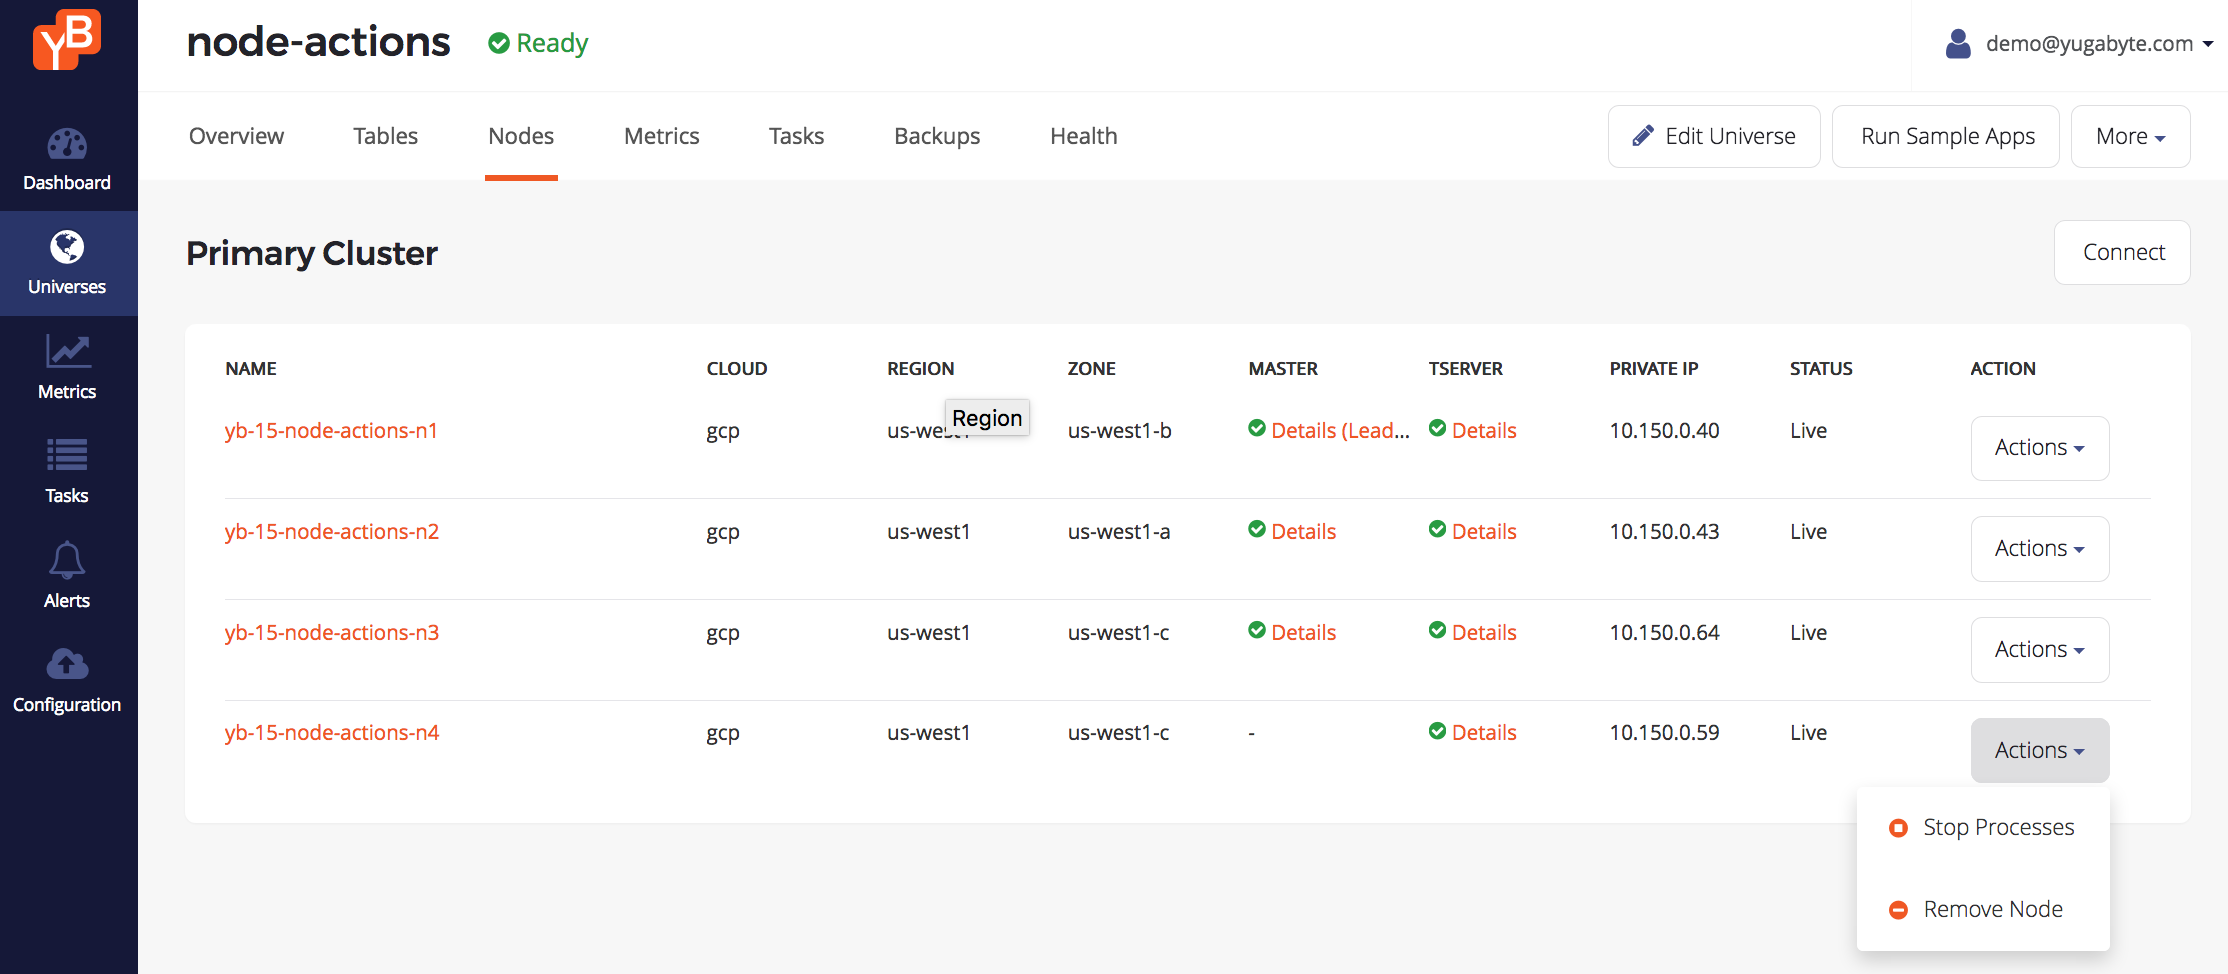 YB
node-actions
Ready
demo@yugabyte.com
Overview
Tables
Nodes
Metrics
Tasks
Backups
Health
Edit Universe
Run Sample Apps
More
Dashboard
Universes
Metrics
Tasks
Alerts
Configuration
Primary Cluster
Connect
NAME CLOUD REGION ZONE MASTER TSERVER PRIVATE IP STATUS ACTION
Region
yb-15-node-actions-n1 gcp us-west1 us-west1-b Details (Lead... Details 10.150.0.40 Live Actions
yb-15-node-actions-n2 gcp us-west1 us-west1-a Details Details 10.150.0.43 Live Actions
yb-15-node-actions-n3 gcp us-west1 us-west1-c Details Details 10.150.0.64 Live Actions
yb-15-node-actions-n4 gcp us-west1 us-west1-c - Details 10.150.0.59 Live Actions
Stop Processes
Remove Node